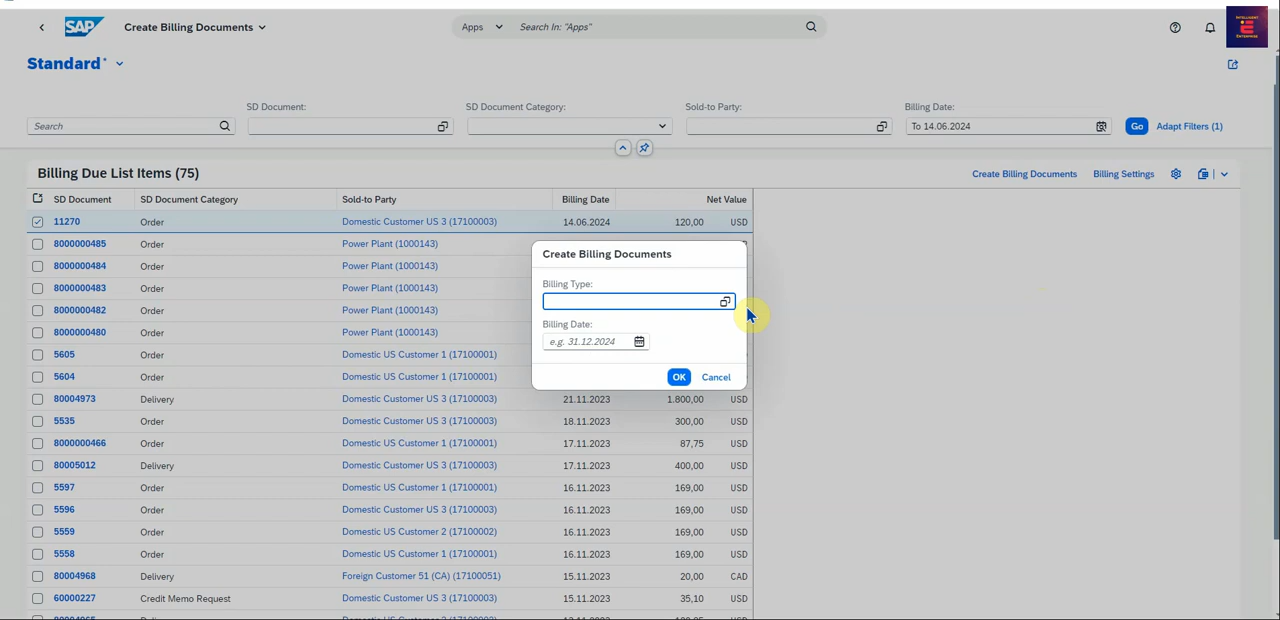 SAP Create Billing Documents Apps Search In: "Apps" INTELLIGENT ENTERPRISE
Standard*
SD Document: SD Document Category: Sold-to Party: Billing Date:
Search To 14.06.2024 Go Adapt Filters (1)
Billing Due List Items (75) Create Billing Documents Billing Settings
SD Document SD Document Category Sold-to Party Billing Date Net Value
11270 Order Domestic Customer US 3 (17100003) 14.06.2024 120,00 USD
8000000485 Order Power Plant (1000143)
8000000484 Order Power Plant (1000143)
8000000483 Order Power Plant (1000143)
8000000482 Order Power Plant (1000143)
8000000480 Order Power Plant (1000143)
5605 Order Domestic US Customer 1 (17100001)
5604 Order Domestic US Customer 1 (17100001)
80004973 Delivery Domestic Customer US 3 (17100003) 21.11.2023 1.800,00 USD
5535 Order Domestic Customer US 3 (17100003) 18.11.2023 300,00 USD
8000000466 Order Domestic US Customer 1 (17100001) 17.11.2023 87,75 USD
80005012 Delivery Domestic Customer US 3 (17100003) 17.11.2023 400,00 USD
5597 Order Domestic US Customer 1 (17100001) 16.11.2023 169,00 USD
5596 Order Domestic Customer US 3 (17100003) 16.11.2023 169,00 USD
5559 Order Domestic US Customer 2 (17100002) 16.11.2023 169,00 USD
5558 Order Domestic US Customer 1 (17100001) 16.11.2023 169,00 USD
80004968 Delivery Foreign Customer 51 (CA) (17100051) 15.11.2023 20,00 CAD
60000227 Credit Memo Request Domestic Customer US 3 (17100003) 15.11.2023 35,10 USD
Create Billing Documents
Billing Type:
Billing Date:
e.g. 31.12.2024
OK Cancel